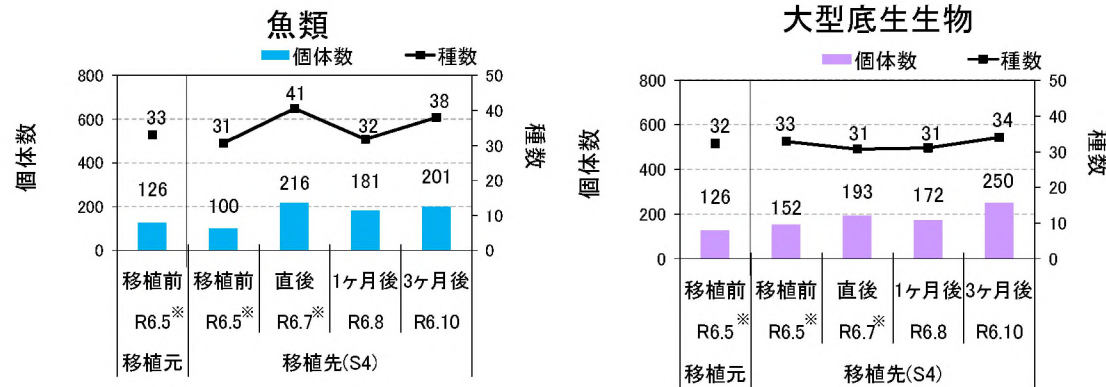 魚類
個体数 種数
800 50
600 40
400 30
200 20
0 10
0
個体数
種数
33 31 41 32 38
126 100 216 181 201
移植前 移植前 直後 1ヶ月後 3ヶ月後
R6.5※ R6.5※ R6.7※ R6.8 R6.10
移植元 移植先(S4)
大型底生生物
個体数 種数
800 50
600 40
400 30
200 20
0 10
0
個体数
種数
32 33 31 31 34
126 152 193 172 250
移植前 移植前 直後 1ヶ月後 3ヶ月後
R6.5※ R6.5※ R6.7※ R6.8 R6.10
移植元 移植先(S4)